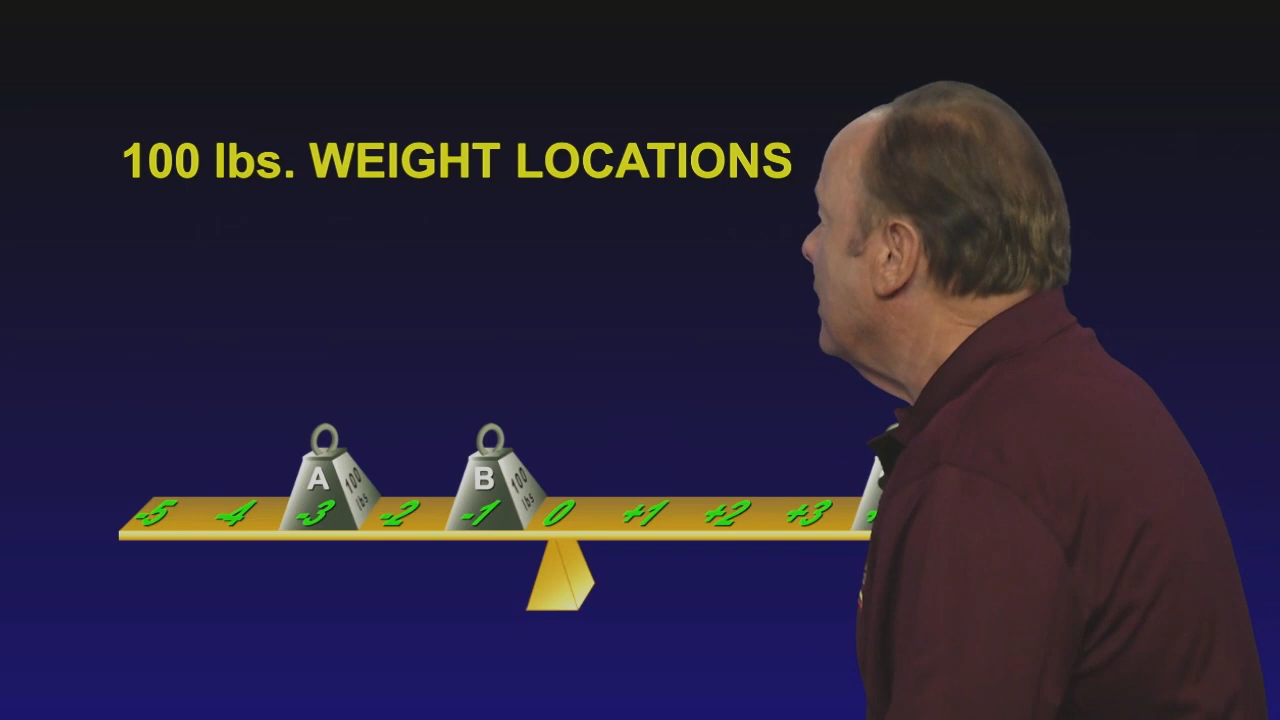 100 lbs. WEIGHT LOCATIONS
A 100 lbs
B 100 lbs
-5 -4 -3 -2 -1 0 +1 +2 +3